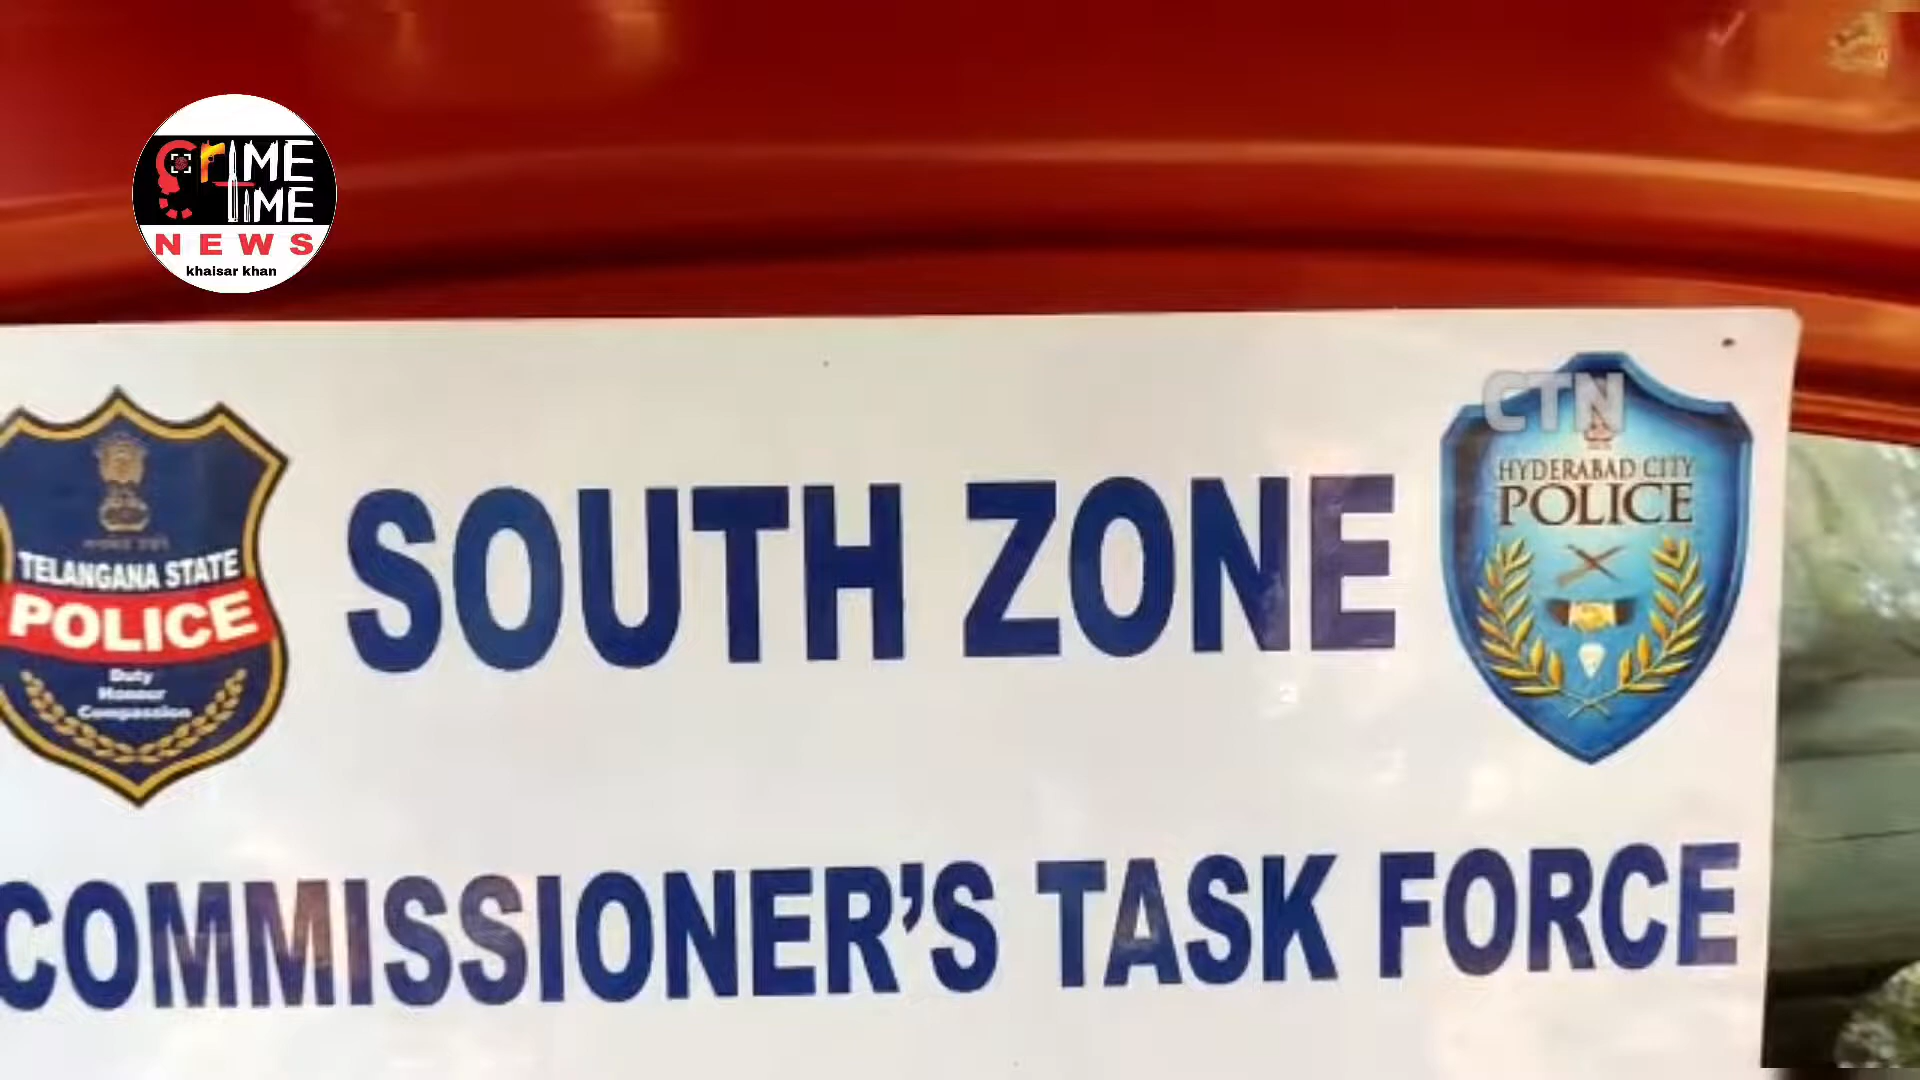 CRIME
TIME
NEWS
khaisar khan
TELANGANA STATE
POLICE
Duty
Honour
Compassion
SOUTH ZONE
CTN
HYDERABAD CITY
POLICE
COMMISSIONER'S TASK FORCE